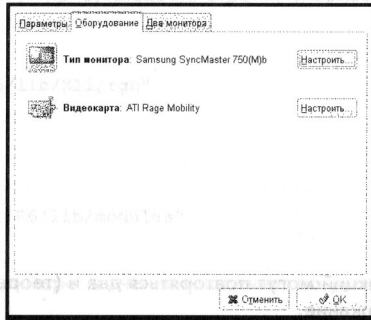 Параметры Оборудование Два монитора
Тип монитора: Samsung SyncMaster 750(M)b Настроить...
Видеокарта: ATI Rage Mobility Настроить...
Отменить OK